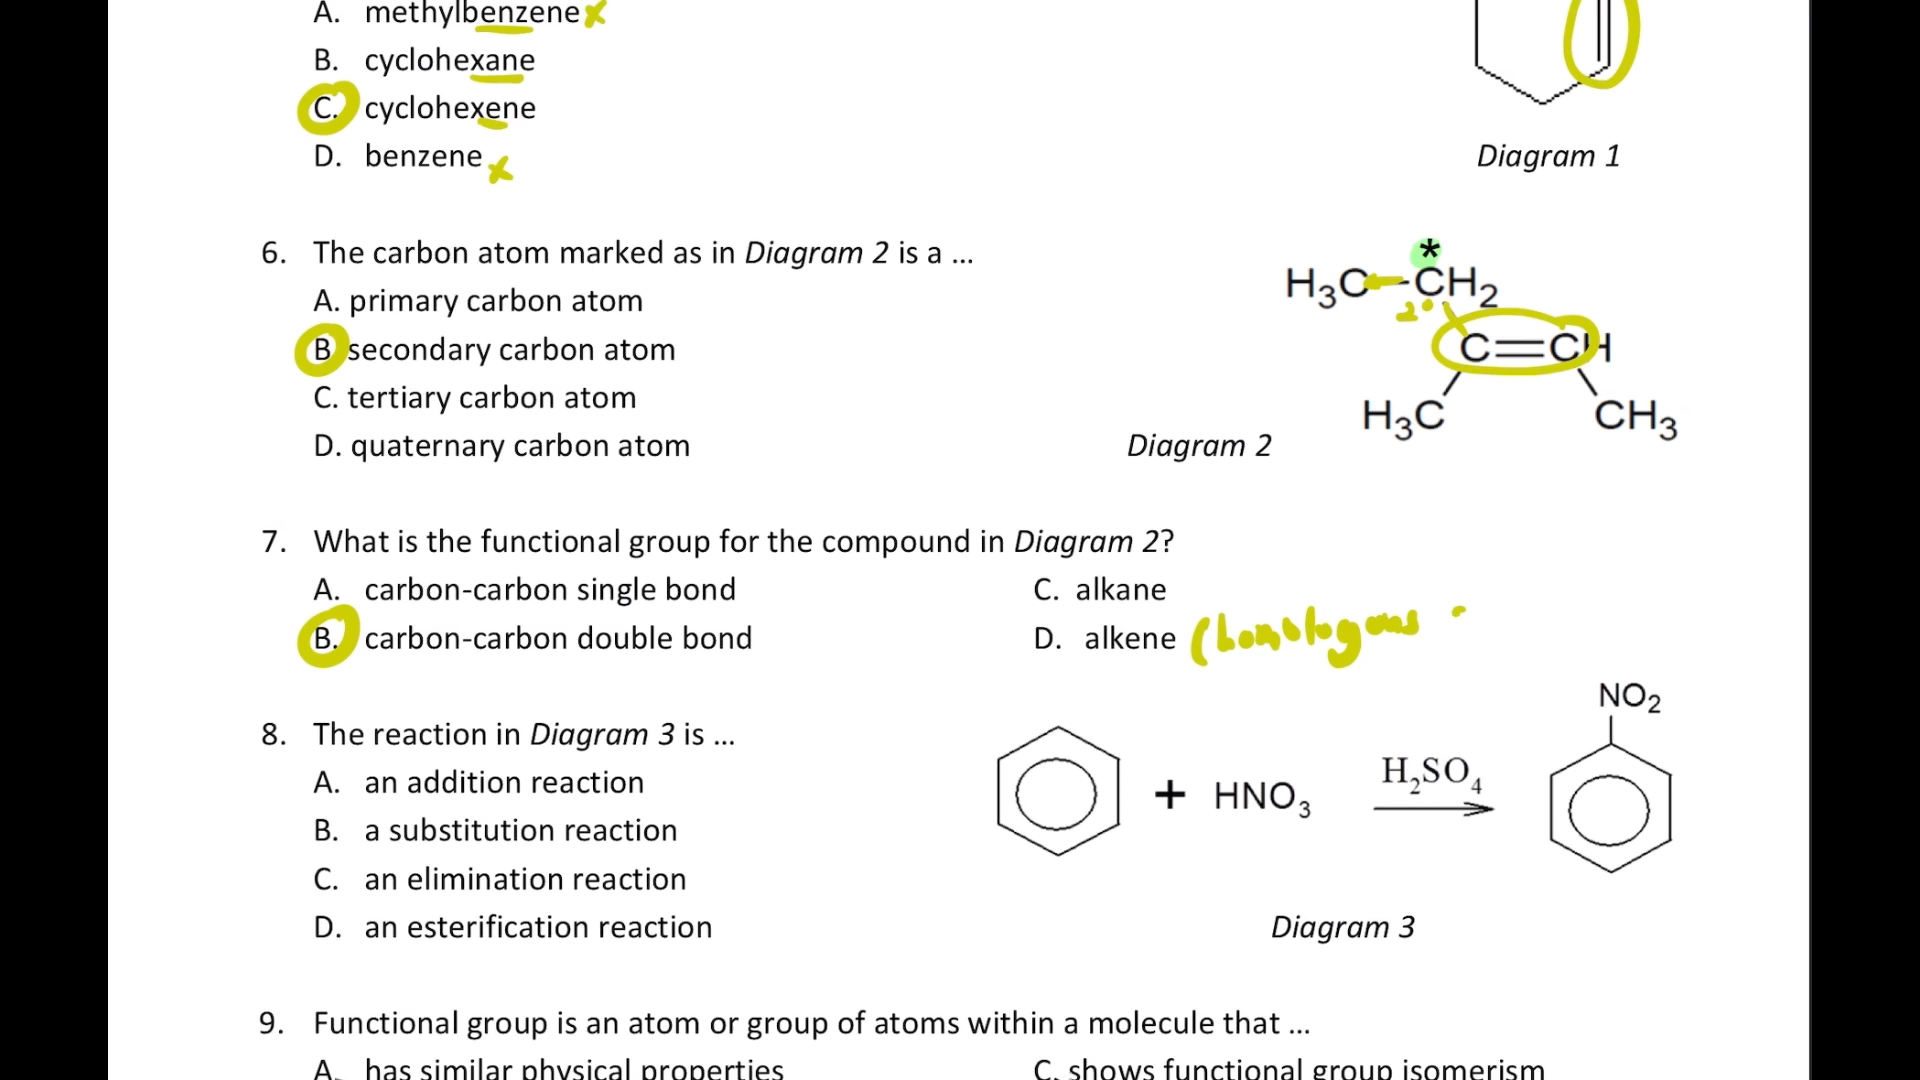 A. methylbenzene x
B. cyclohexane
C. cyclohexene
D. benzene x
Diagram 1
6. The carbon atom marked as in Diagram 2 is a ...
A. primary carbon atom
B secondary carbon atom
C. tertiary carbon atom
D. quaternary carbon atom
*
H₃C-CH₂
2°
C=CH
H₃C CH₃
Diagram 2
7. What is the functional group for the compound in Diagram 2?
A. carbon-carbon single bond
B. carbon-carbon double bond
C. alkane
D. alkene (homologous
8. The reaction in Diagram 3 is ...
A. an addition reaction
B. a substitution reaction
C. an elimination reaction
D. an esterification reaction
NO₂
+ HNO₃ H₂SO₄
Diagram 3
9. Functional group is an atom or group of atoms within a molecule that ...
A. has similar physical properties
C. shows functional group isomerism